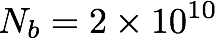 N_b = 2 × 10^{10}